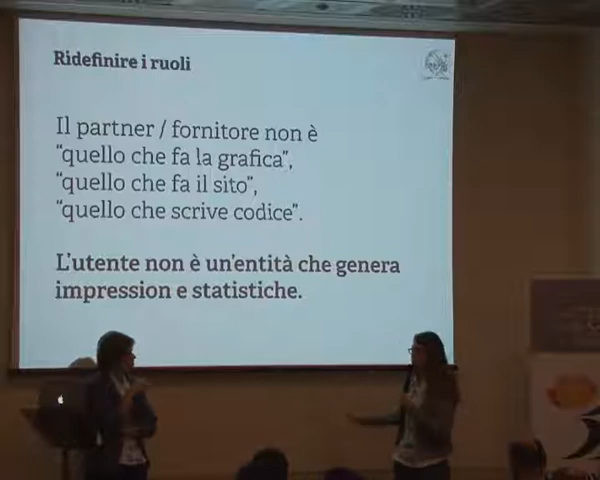 Ridefinire i ruoli
Il partner / fornitore non è
“quello che fa la grafica”,
“quello che fa il sito”,
“quello che scrive codice”.
L’utente non è un’entità che genera
impression e statistiche.